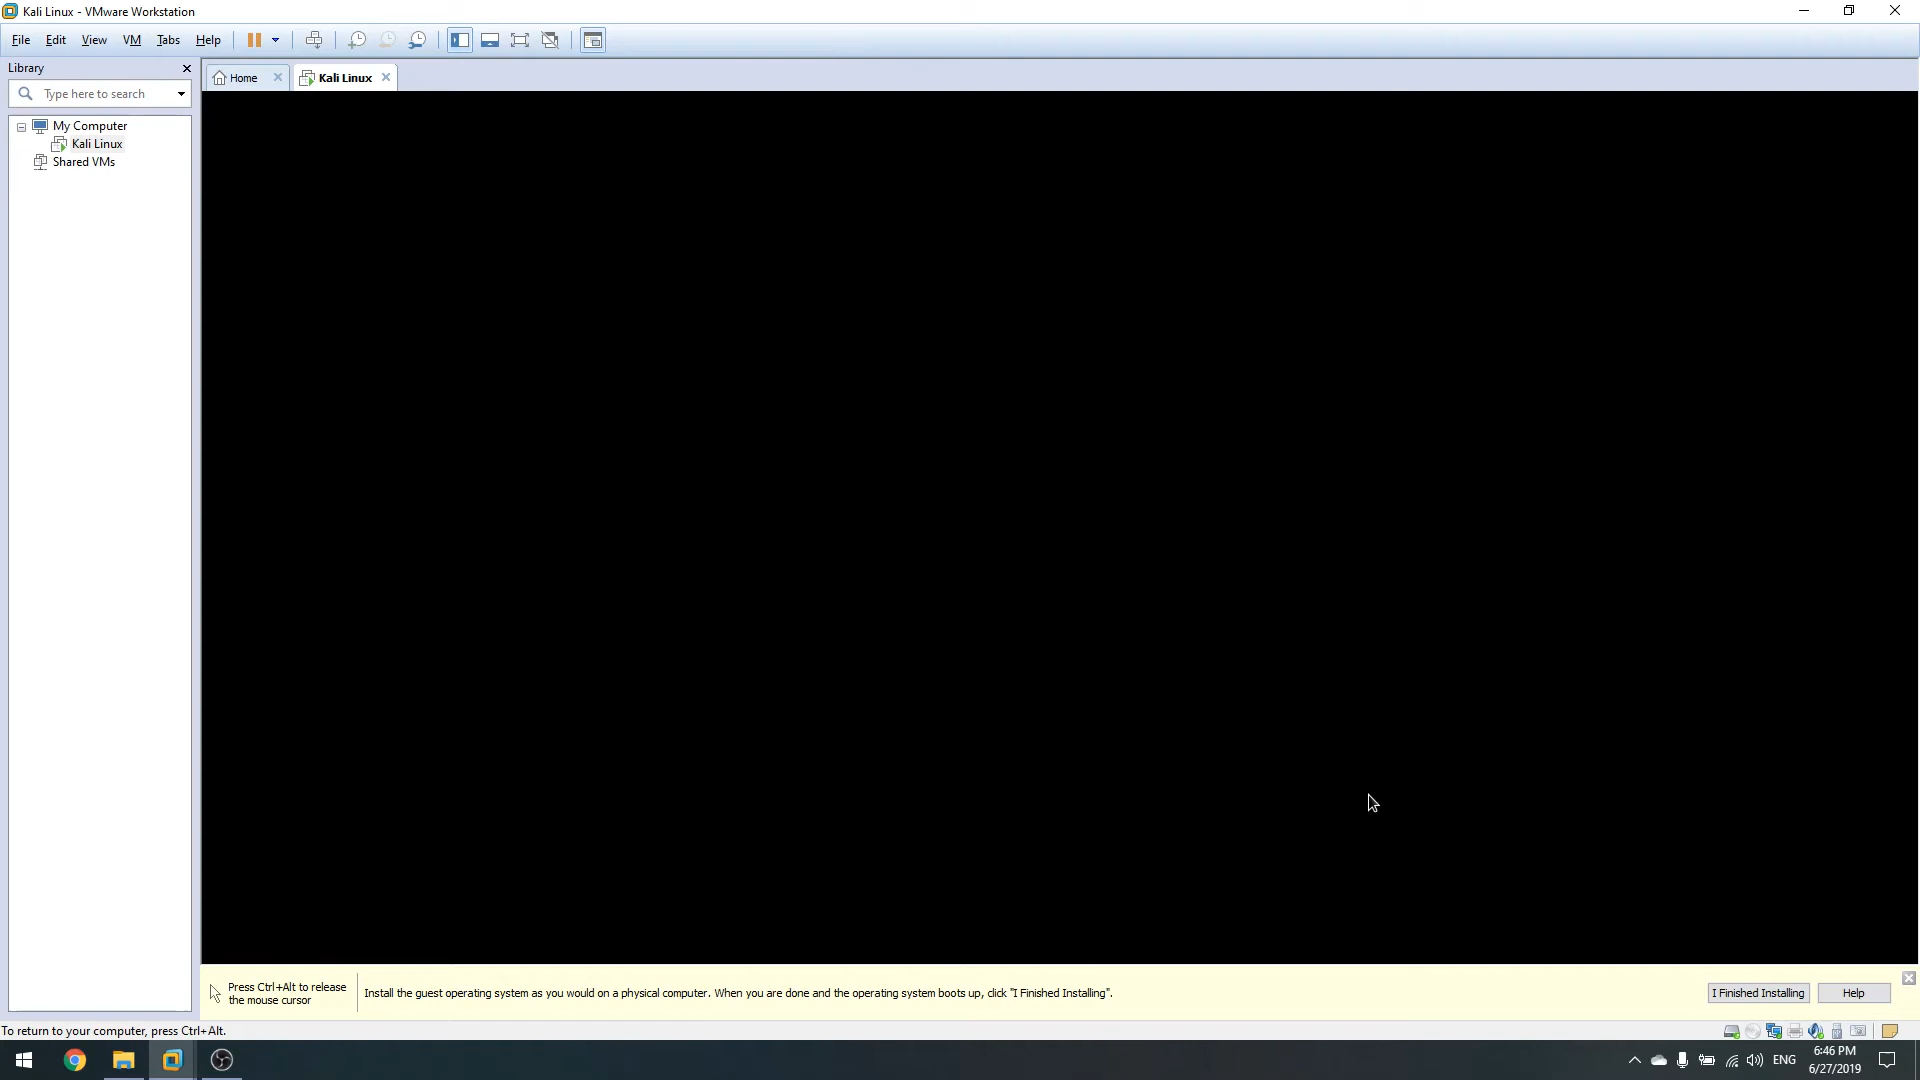 Kali Linux - VMware Workstation
File Edit View VM Tabs Help
Library
Home Kali Linux
Type here to search
My Computer
Kali Linux
Shared VMs
Press Ctrl+Alt to release
the mouse cursor
Install the guest operating system as you would on a physical computer. When you are done and the operating system boots up, click "I Finished Installing".
I Finished Installing
Help
To return to your computer, press Ctrl+Alt.
ENG
6:46 PM
6/27/2019